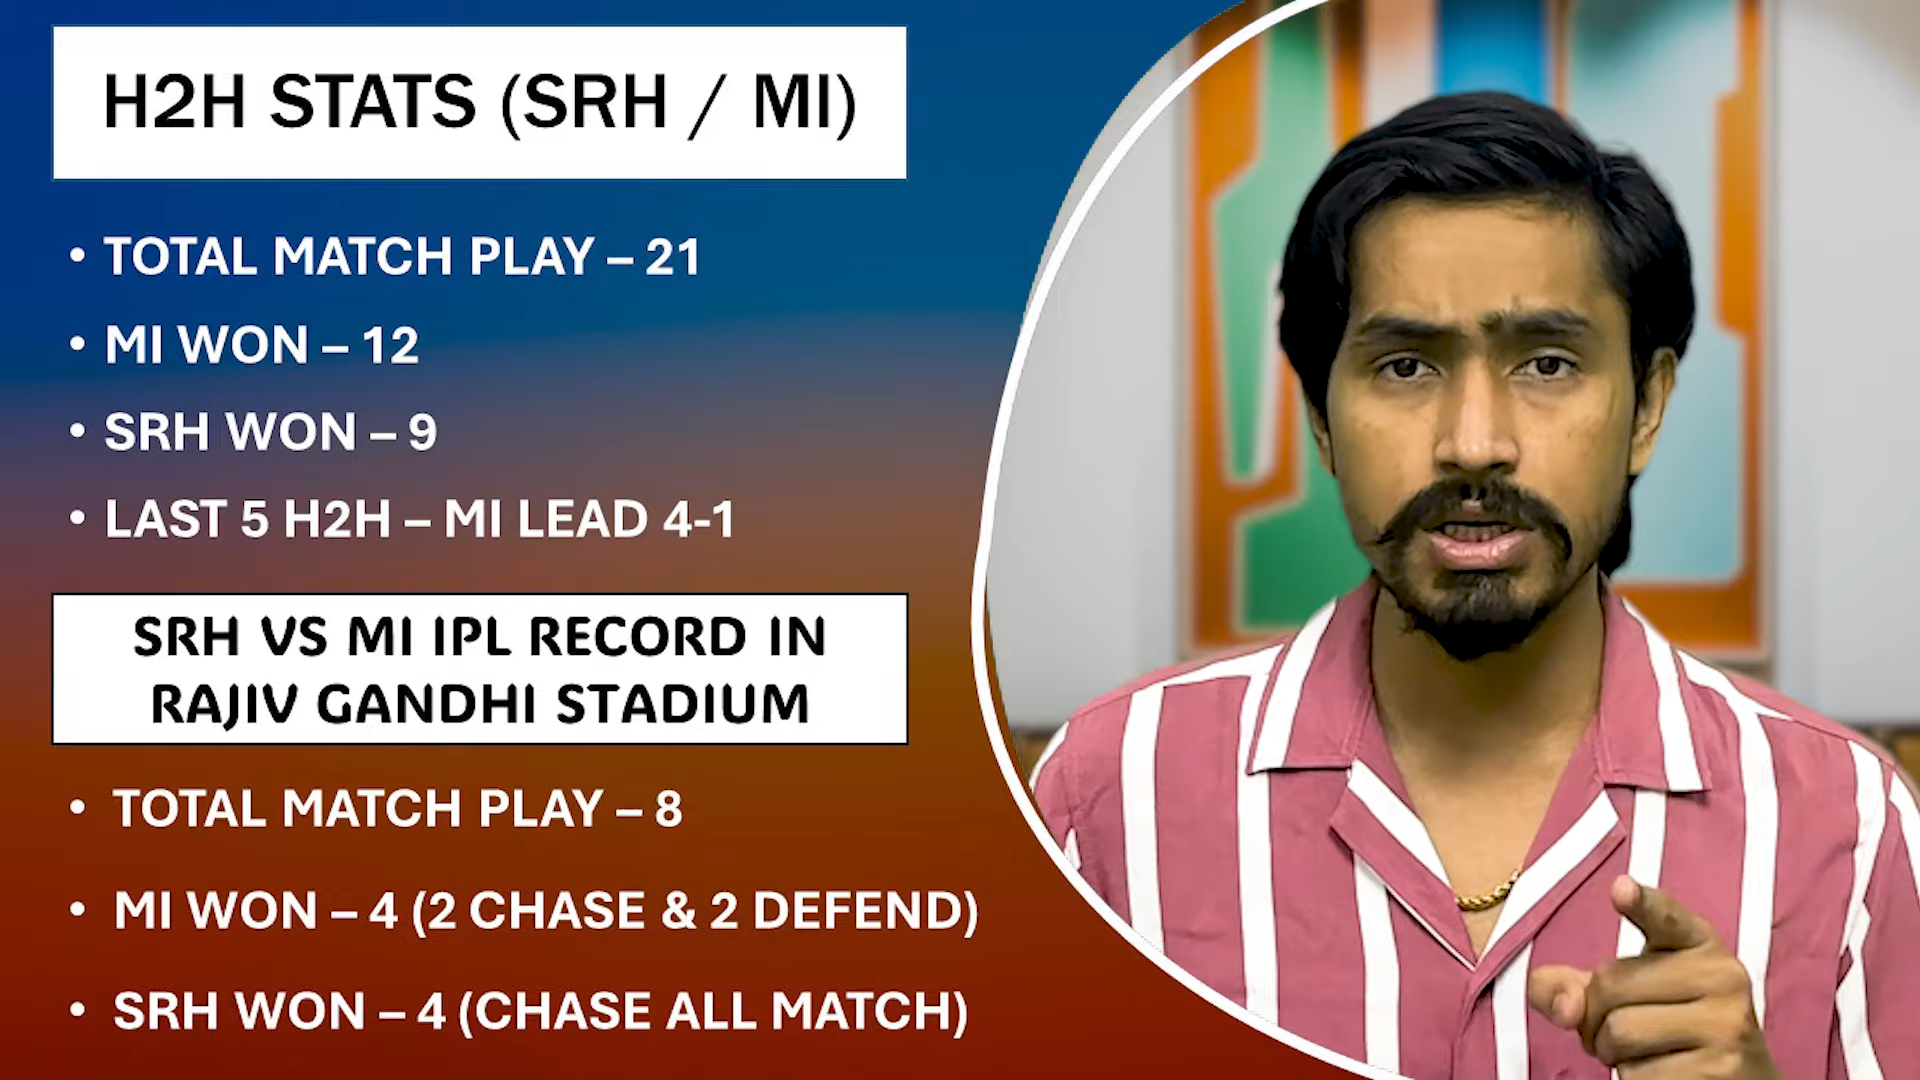 H2H STATS (SRH / MI)
• TOTAL MATCH PLAY – 21
• MI WON – 12
• SRH WON – 9
• LAST 5 H2H – MI LEAD 4-1
SRH VS MI IPL RECORD IN
RAJIV GANDHI STADIUM
• TOTAL MATCH PLAY – 8
• MI WON – 4 (2 CHASE & 2 DEFEND)
• SRH WON – 4 (CHASE ALL MATCH)